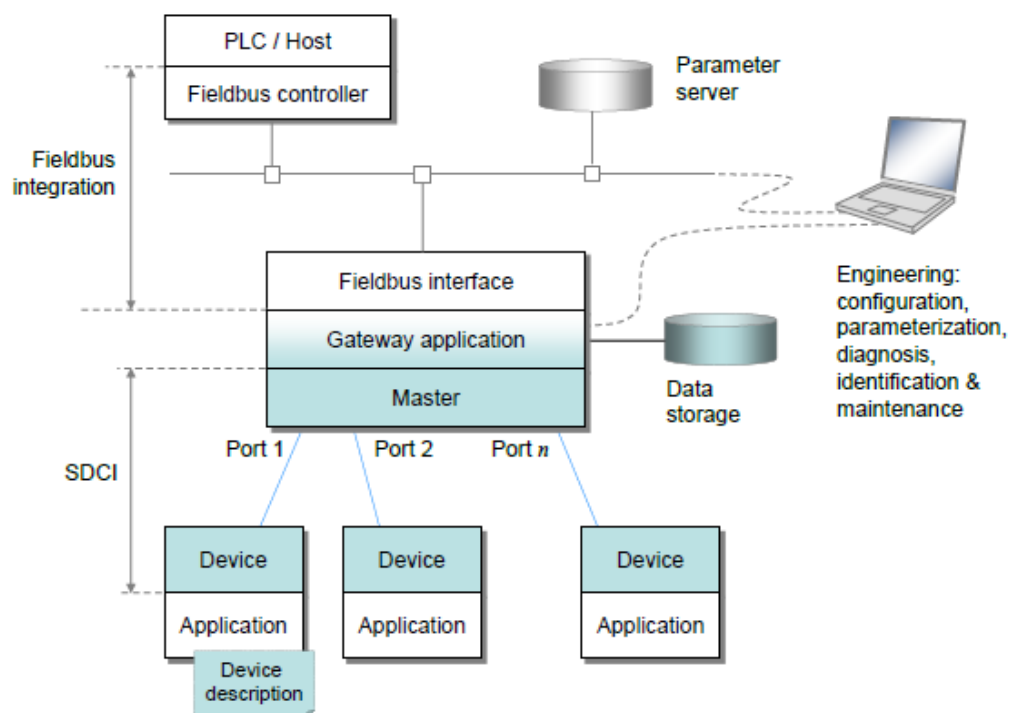 PLC / Host
Fieldbus controller
Parameter
server
Fieldbus
integration
Fieldbus interface
Gateway application
Master
Data
storage
Engineering:
configuration,
parameterization,
diagnosis,
identification &
maintenance
Port 1
Port 2
Port n
SDCI
Device
Device
Device
Application
Application
Application
Device
description